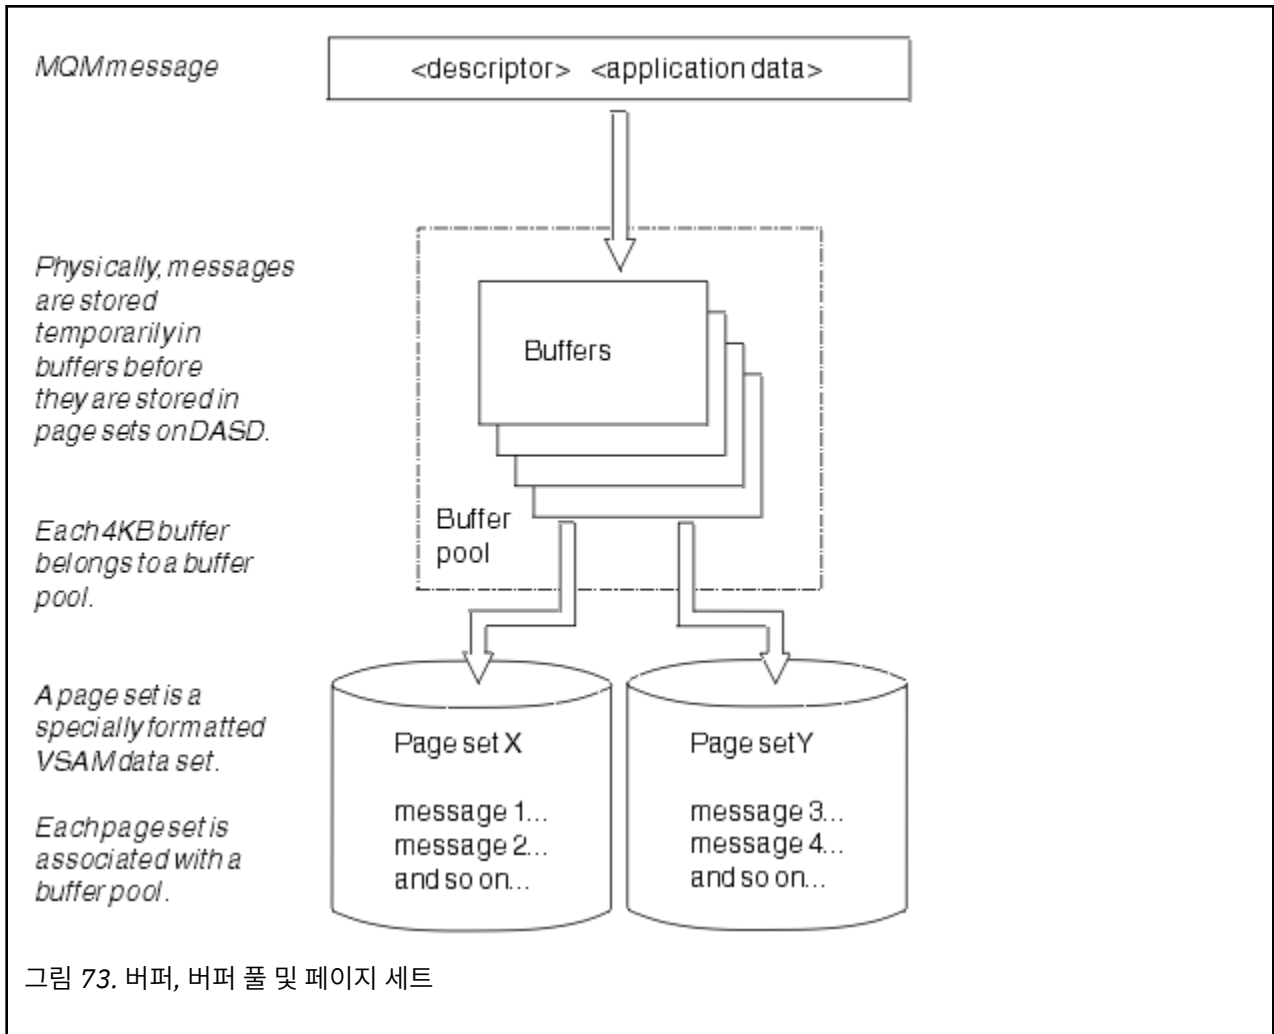 MQM message
<descriptor> <application data>
Physically, messages
are stored
temporarily in
buffers before
they are stored in
page sets on DASD.
Buffers
Each 4KB buffer
belongs to a buffer
pool.
Buffer
pool
A page set is a
specially formatted
VSAM data set.
Each page set is
associated with a
buffer pool.
Page set X
message 1...
message 2...
and so on...
Page set Y
message 3...
message 4...
and so on...
그림 73. 버퍼, 버퍼 풀 및 페이지 세트